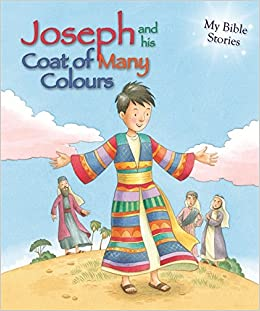 Joseph and
his
Coat of Many
Colours
My Bible
Stories